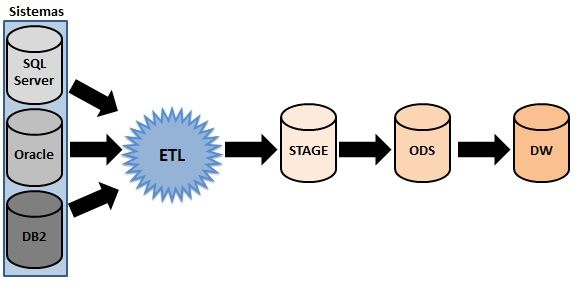 Sistemas
SQL
Server
Oracle
DB2
ETL
STAGE
ODS
DW